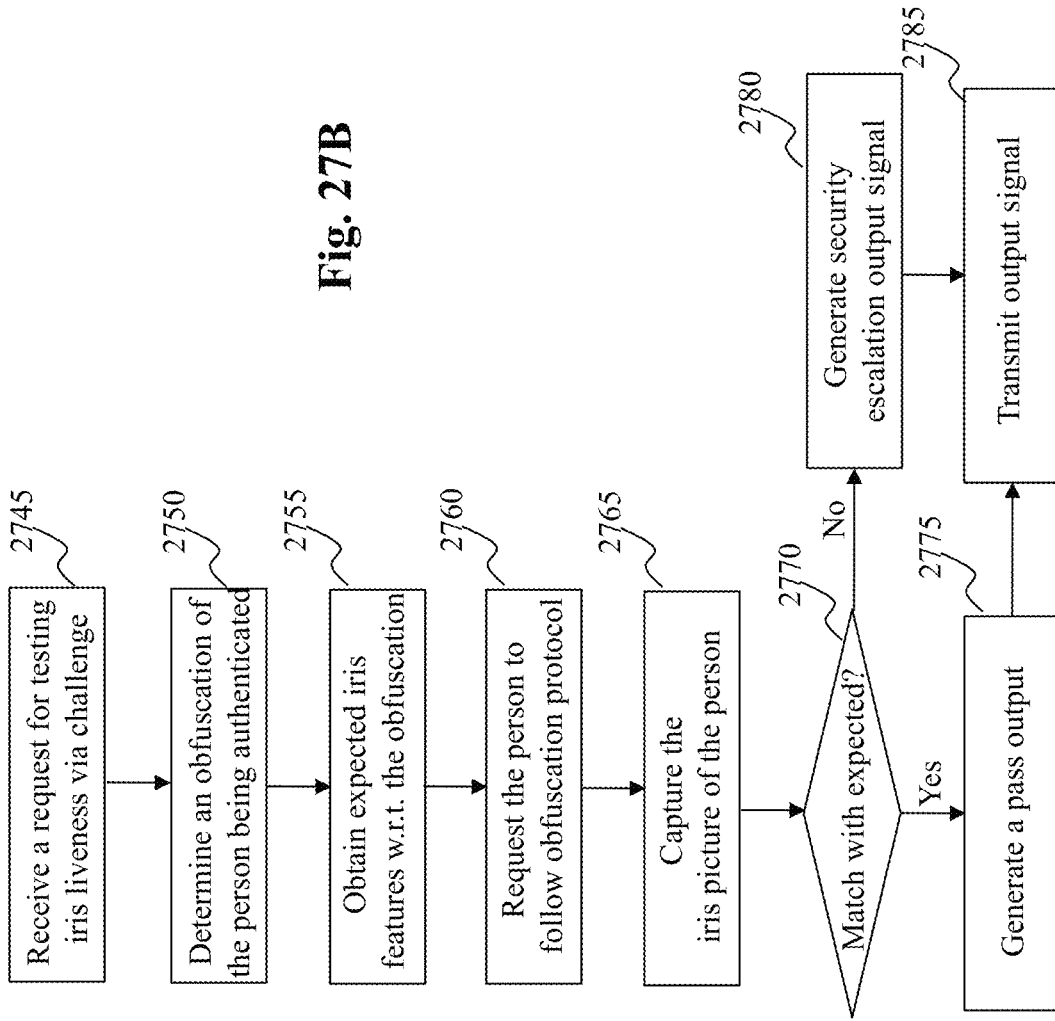 2745
Receive a request for testing
iris liveness via challenge
2750
Determine an obfuscation of
the person being authenticated
2755
Obtain expected iris
features w.r.t. the obfuscation
2760
Request the person to
follow obfuscation protocol
2765
Capture the
iris picture of the person
2770
Match with expected?
No
Yes
2780
Generate security
escalation output signal
2775
Generate a pass output
2785
Transmit output signal
Fig. 27B